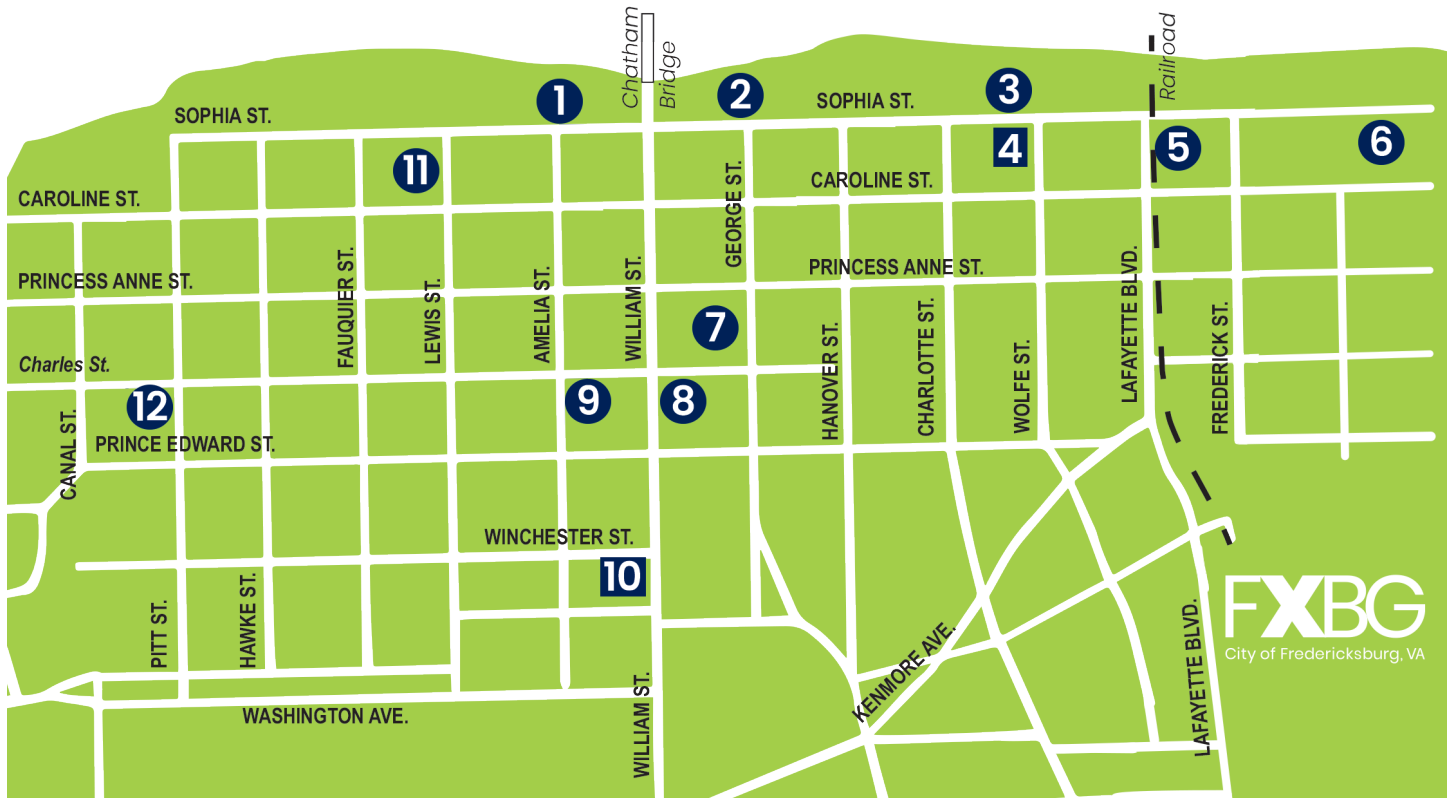 Chatham
Bridge
Railroad
1
2
3
SOPHIA ST.
SOPHIA ST.
4
5
6
11
CAROLINE ST.
CAROLINE ST.
GEORGE ST.
PRINCESS ANNE ST.
PRINCESS ANNE ST.
FAUQUIER ST.
LEWIS ST.
AMELIA ST.
WILLIAM ST.
7
HANOVER ST.
CHARLOTTE ST.
WOLFE ST.
LAFAYETTE BLVD.
FREDERICK ST.
Charles St.
12
9
8
CANAL ST.
PRINCE EDWARD ST.
WINCHESTER ST.
10
PITT ST.
HAWKE ST.
FXBG
City of Fredericksburg, VA
KENMORE AVE.
LAFAYETTE BLVD.
WILLIAM ST.
WASHINGTON AVE.